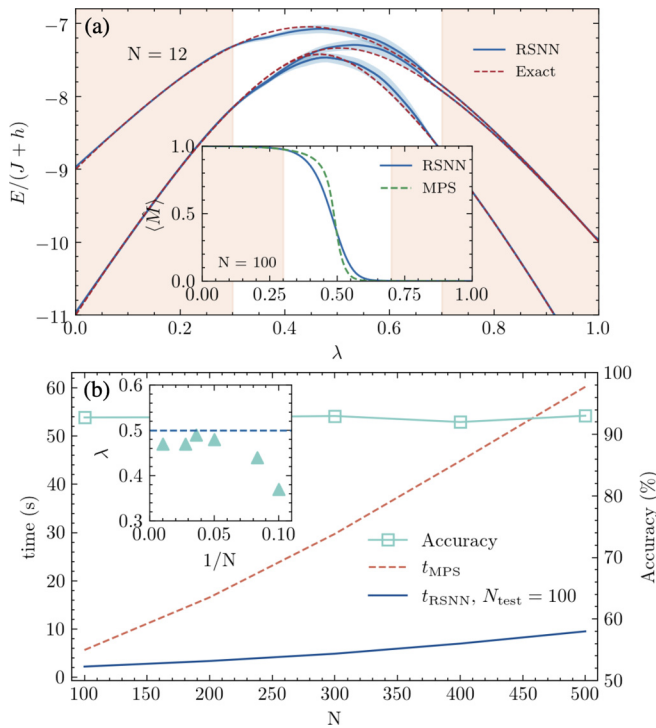 (a)
N = 12
RSNN
Exact
−7
−8
−9
−10
−11
E/(J + h)
1.0
0.5
0.0
⟨M⟩
RSNN
MPS
N = 100
0.00 0.25 0.50 0.75 1.00
0.0 0.2 0.4 0.6 0.8 1.0
λ
(b)
60
50
40
30
20
10
0
time (s)
0.6
0.5
0.4
0.3
λ
0.00 0.05 0.10
1/N
Accuracy
t_MPS
t_RSNN, N_test = 100
100
90
80
70
60
50
Accuracy (%)
100 150 200 250 300 350 400 450 500
N